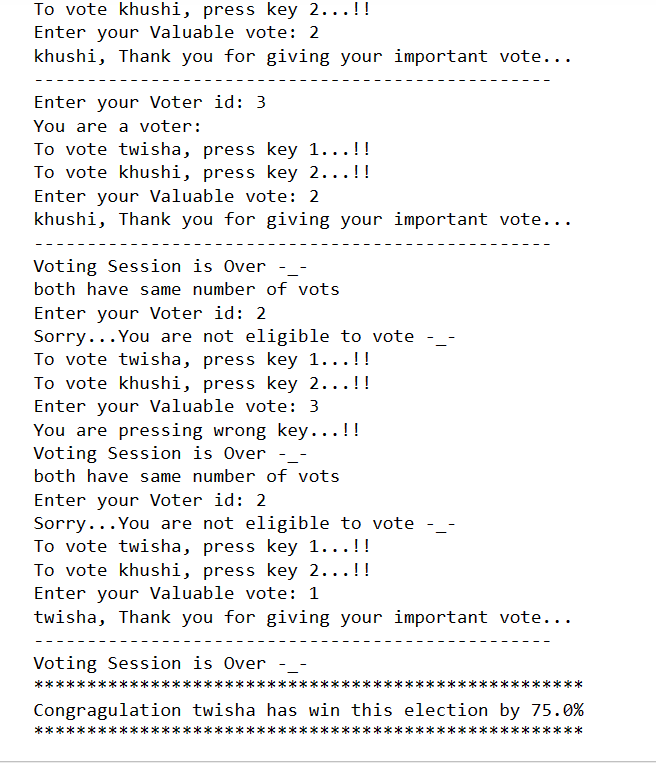 To vote khushi, press key 2...!!
Enter your Valuable vote: 2
khushi, Thank you for giving your important vote...
-------------------------------------------------
Enter your Voter id: 3
You are a voter:
To vote twisha, press key 1...!!
To vote khushi, press key 2...!!
Enter your Valuable vote: 2
khushi, Thank you for giving your important vote...
-------------------------------------------------
Voting Session is Over -_-
both have same number of vots
Enter your Voter id: 2
Sorry...You are not eligible to vote -_-
To vote twisha, press key 1...!!
To vote khushi, press key 2...!!
Enter your Valuable vote: 3
You are pressing wrong key...!!
Voting Session is Over -_-
both have same number of vots
Enter your Voter id: 2
Sorry...You are not eligible to vote -_-
To vote twisha, press key 1...!!
To vote khushi, press key 2...!!
Enter your Valuable vote: 1
twisha, Thank you for giving your important vote...
-------------------------------------------------
Voting Session is Over -_-
****************************************************
Congragulation twisha has win this election by 75.0%
****************************************************